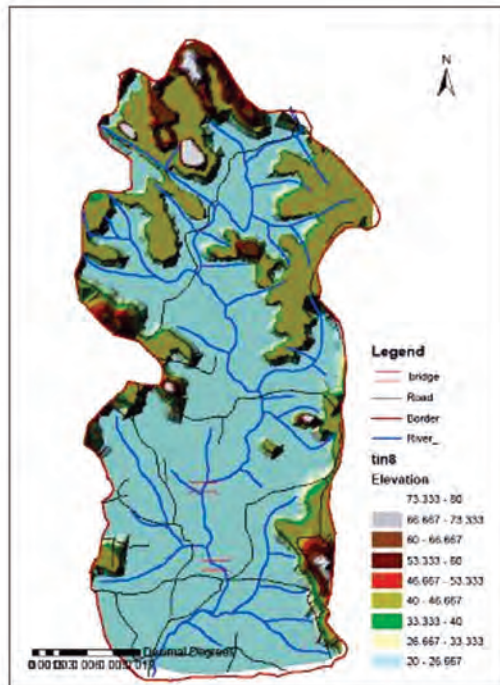 N
Legend
bridge
Road
Border
River_
tin8
Elevation
73.333 - 80
66.667 - 73.333
60 - 66.667
53.333 - 60
46.667 - 53.333
40 - 46.667
33.333 - 40
26.667 - 33.333
20 - 26.667
Decimal Degrees